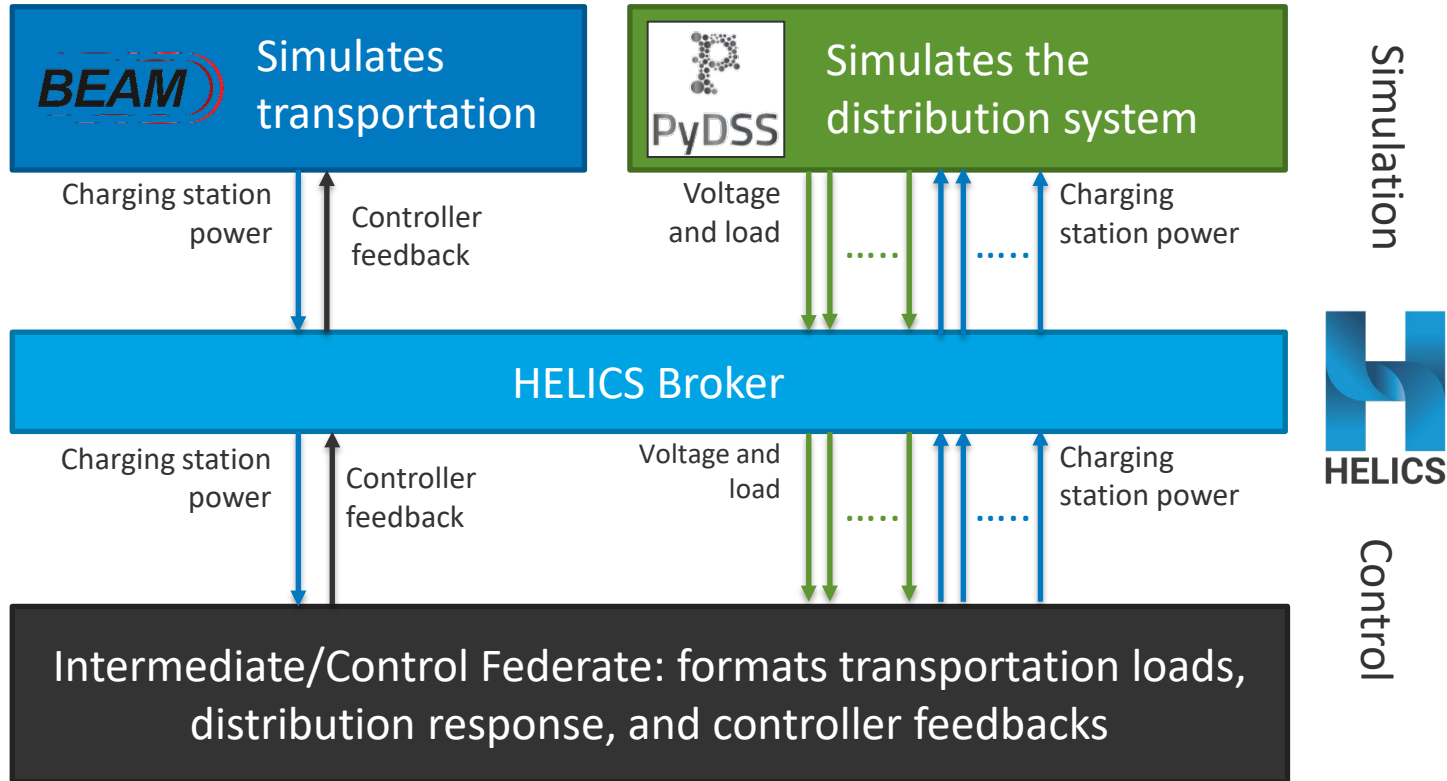 BEAM
Simulates
transportation
PyDSS
Simulates the
distribution system
Simulation
Charging station
power
Controller
feedback
Voltage
and load
.....
.....
Charging
station power
HELICS Broker
HELICS
Charging station
power
Controller
feedback
Voltage and
load
.....
.....
Charging
station power
Control
Intermediate/Control Federate: formats transportation loads,
distribution response, and controller feedbacks